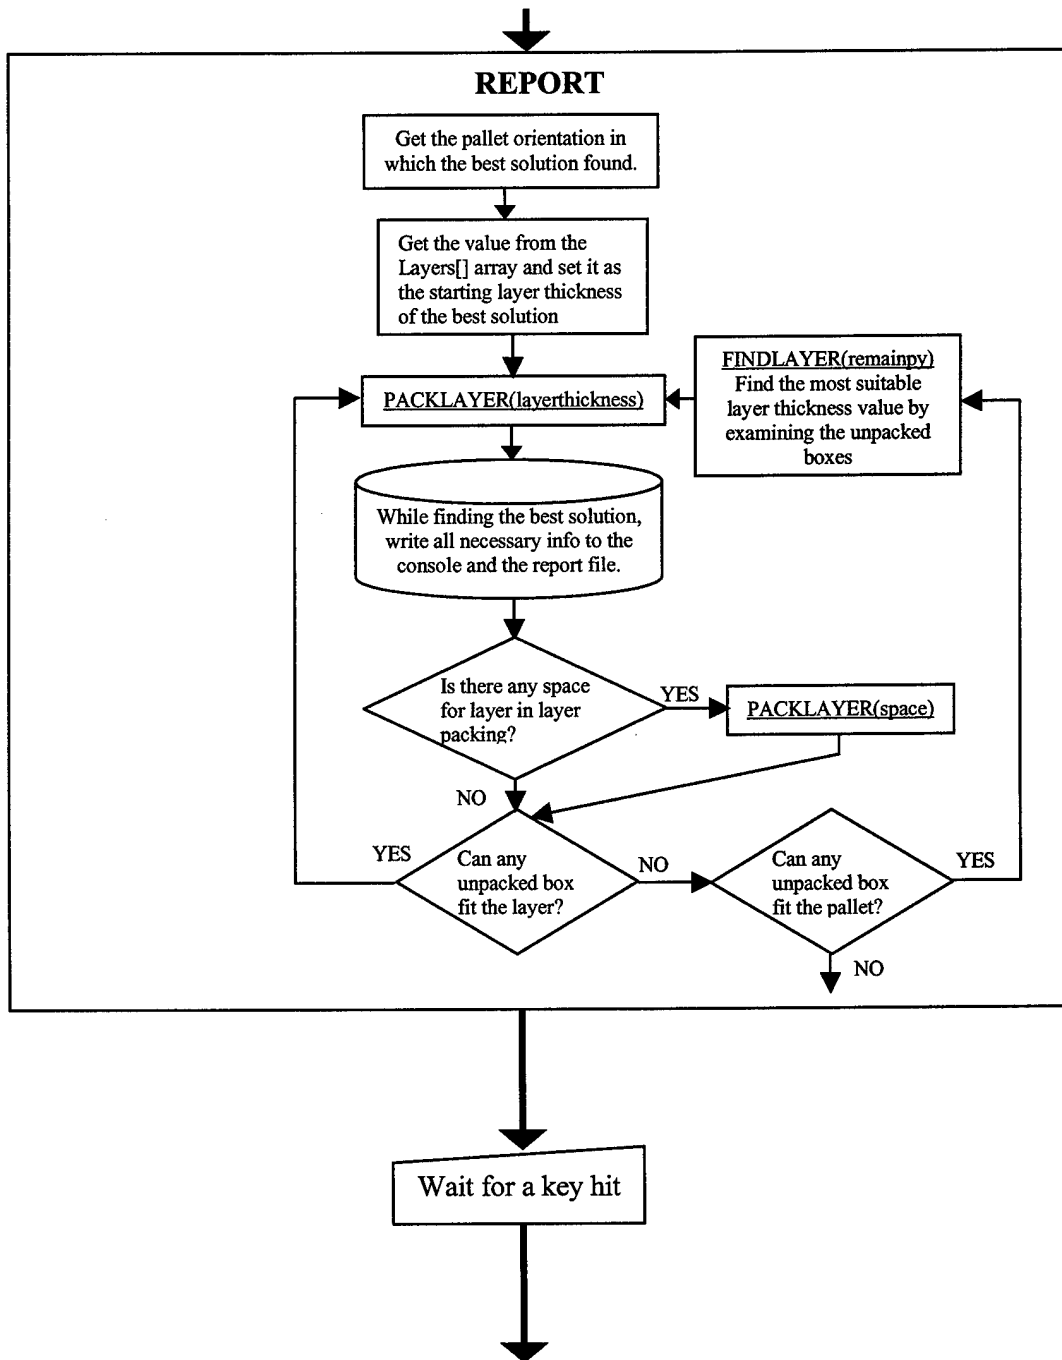 REPORT
Get the pallet orientation in
which the best solution found.
Get the value from the
Layers[] array and set it as
the starting layer thickness
of the best solution
PACKLAYER(layerthickness)
FINDLAYER(remainpy)
Find the most suitable
layer thickness value by
examining the unpacked
boxes
While finding the best solution,
write all necessary info to the
console and the report file.
Is there any space
for layer in layer
packing?
YES
PACKLAYER(space)
NO
YES
Can any
unpacked box
fit the layer?
NO
Can any
unpacked box
fit the pallet?
YES
NO
Wait for a key hit